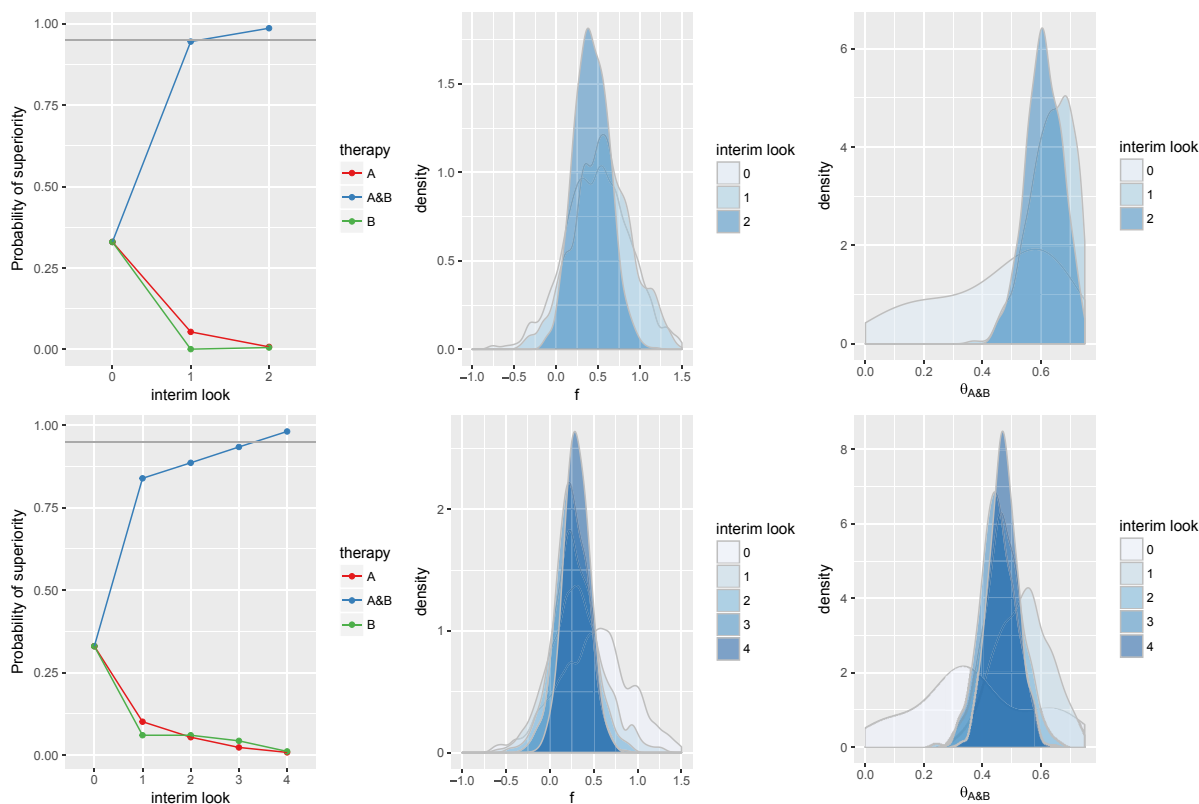 1.00
0.75
0.50
0.25
0.00
Probability of superiority
0 1 2
interim look
therapy
A
A&B
B
1.5
1.0
0.5
0.0
density
−1.0 −0.5 0.0 0.5 1.0 1.5
f
interim look
0
1
2
6
4
2
0
density
0.0 0.2 0.4 0.6
θA&B
interim look
0
1
2
1.00
0.75
0.50
0.25
0.00
Probability of superiority
0 1 2 3 4
interim look
therapy
A
A&B
B
2
1
0
density
−1.0 −0.5 0.0 0.5 1.0 1.5
f
interim look
0
1
2
3
4
8
6
4
2
0
density
0.0 0.2 0.4 0.6
θA&B
interim look
0
1
2
3
4